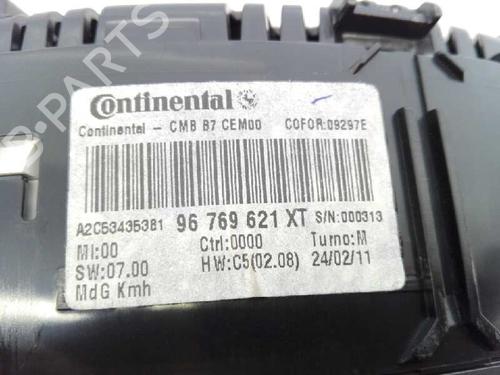 Continental
Continental - CMB B7 CEM00 COFOR:09297E
A2C53435381 96 769 621 XT S/N:000313
MI:00 Ctrl:0000 Turno:M
SW:07.00 HW:C5(02.08) 24/02/11
MdG Kmh
B-PARTS